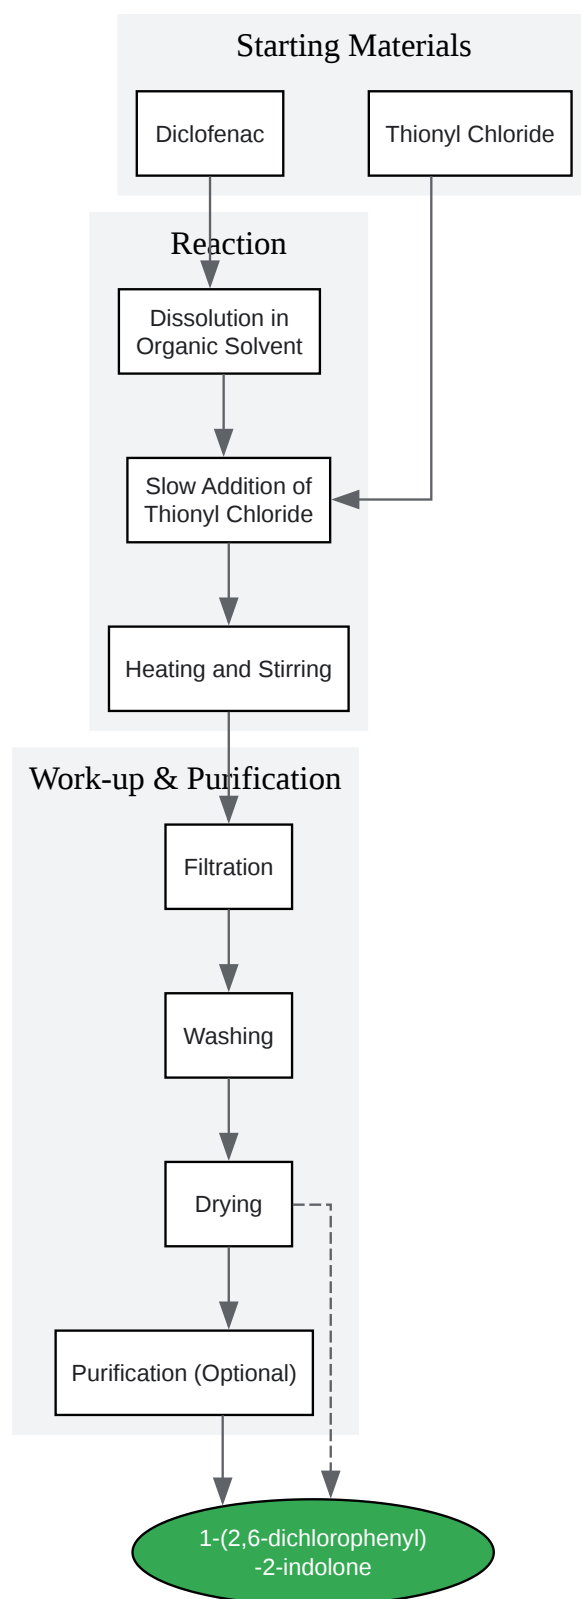 Starting Materials
Diclofenac
Thionyl Chloride
Reaction
Dissolution in
Organic Solvent
Slow Addition of
Thionyl Chloride
Heating and Stirring
Work-up & Purification
Filtration
Washing
Drying
Purification (Optional)
1-(2,6-dichlorophenyl)
-2-indolone